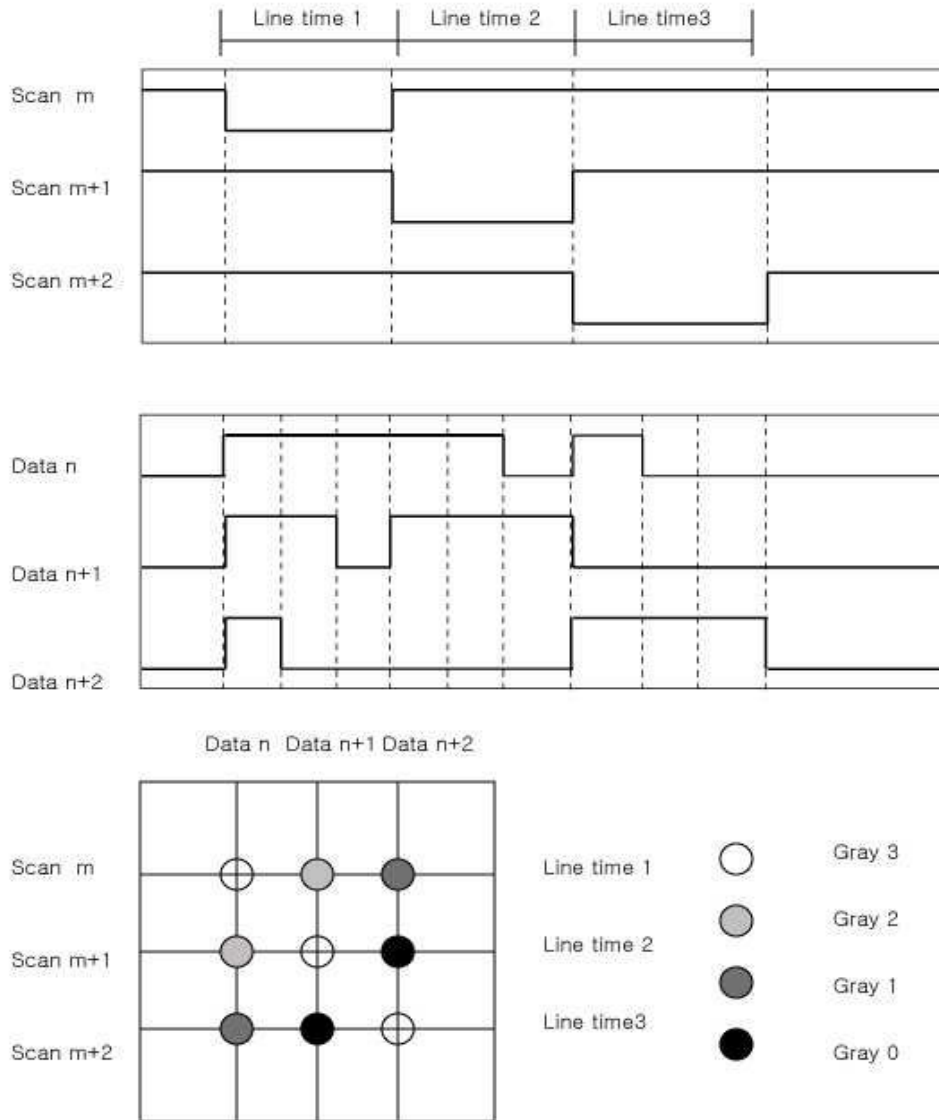 Line time 1 Line time 2 Line time3
Scan m
Scan m+1
Scan m+2
Data n
Data n+1
Data n+2
Data n Data n+1 Data n+2
Scan m
Scan m+1
Scan m+2
Line time 1
Line time 2
Line time3
Gray 3
Gray 2
Gray 1
Gray 0